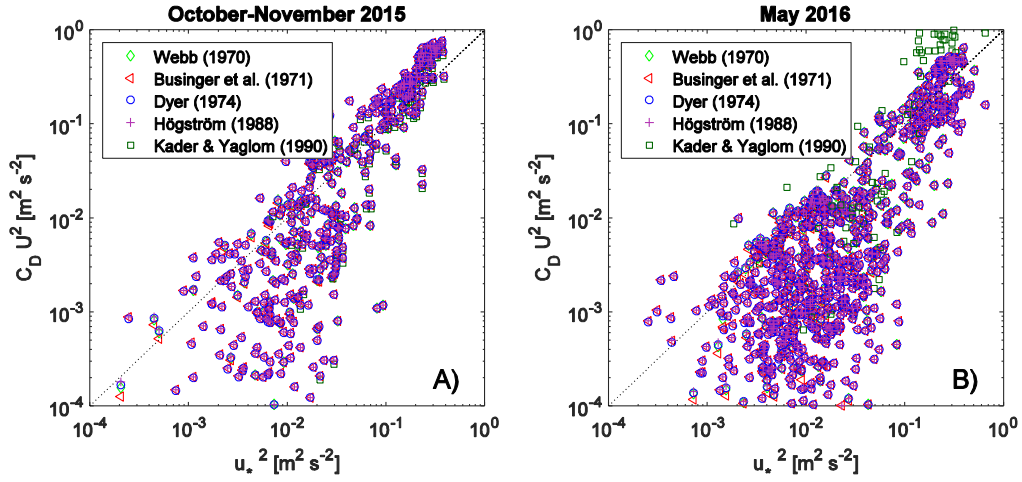 October-November 2015
10^0
10^-1
10^-2
10^-3
10^-4
C_D U^2 [m^2 s^-2]
Webb (1970)
Businger et al. (1971)
Dyer (1974)
Högström (1988)
Kader & Yaglom (1990)
A)
10^-4 10^-3 10^-2 10^-1 10^0
u_*^2 [m^2 s^-2]
May 2016
10^0
10^-1
10^-2
10^-3
10^-4
C_D U^2 [m^2 s^-2]
Webb (1970)
Businger et al. (1971)
Dyer (1974)
Högström (1988)
Kader & Yaglom (1990)
B)
10^-4 10^-3 10^-2 10^-1 10^0
u_*^2 [m^2 s^-2]